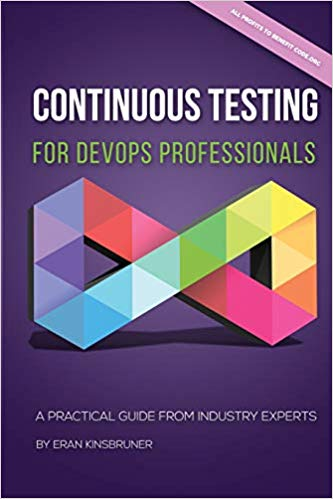 ALL PROFITS TO BENEFIT CODE.ORG
CONTINUOUS TESTING
FOR DEVOPS PROFESSIONALS
A PRACTICAL GUIDE FROM INDUSTRY EXPERTS
BY ERAN KINSBRUNER